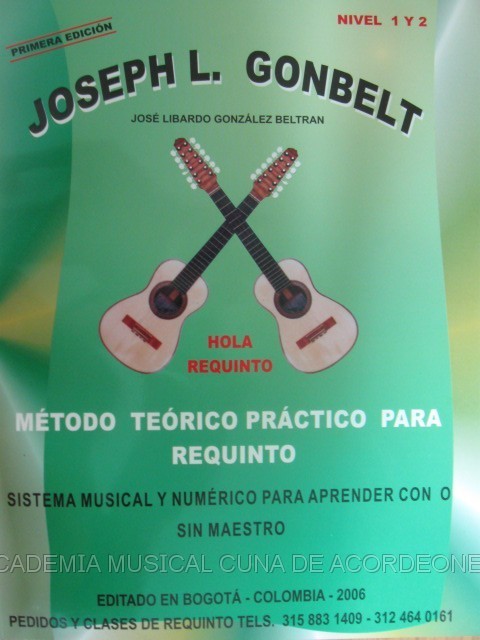 PRIMERA EDICIÓN
NIVEL 1 Y 2
JOSEPH L. GONBELT
JOSÉ LIBARDO GONZÁLEZ BELTRAN
HOLA
REQUINTO
MÉTODO TEÓRICO PRÁCTICO PARA
REQUINTO
SISTEMA MUSICAL Y NUMÉRICO PARA APRENDER CON O
SIN MAESTRO
CADEMIA MUSICAL CUNA DE ACORDEONE
EDITADO EN BOGOTÁ - COLOMBIA - 2006
PEDIDOS Y CLASES DE REQUINTO TELS. 315 883 1409 - 312 464 0161